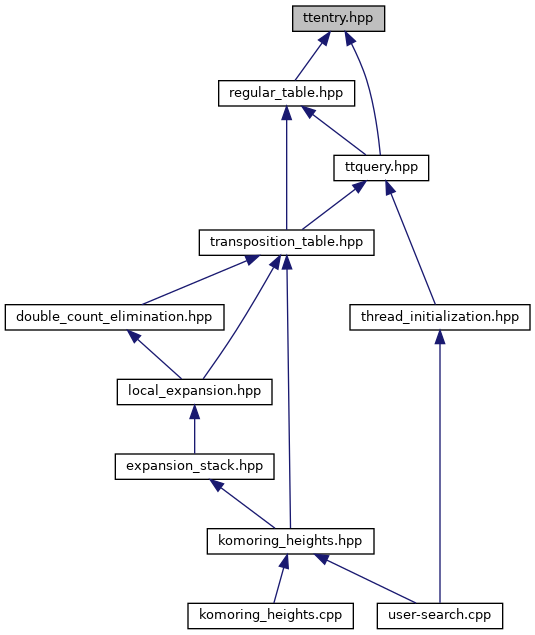 ttentry.hpp
regular_table.hpp
ttquery.hpp
transposition_table.hpp
double_count_elimination.hpp
thread_initialization.hpp
local_expansion.hpp
expansion_stack.hpp
komoring_heights.hpp
komoring_heights.cpp
user-search.cpp